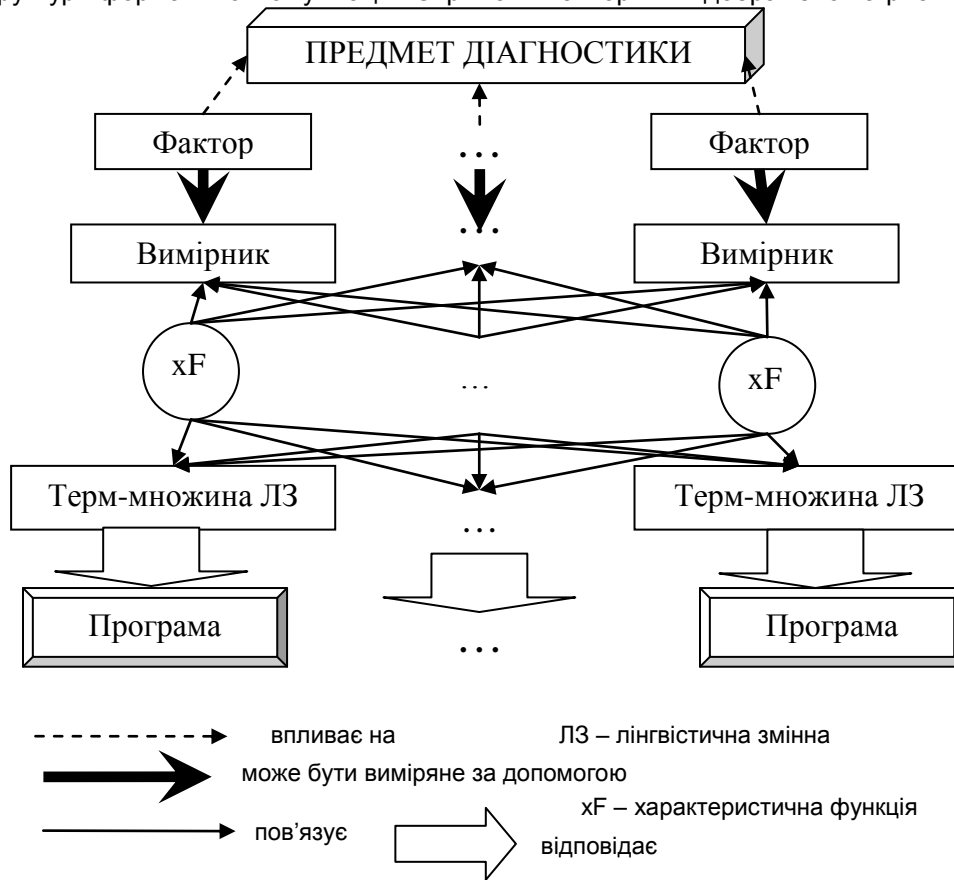 ПРЕДМЕТ ДІАГНОСТИКИ
Фактор ... Фактор
...
Вимірник Вимірник
xF ... xF
Терм-множина ЛЗ ... Терм-множина ЛЗ
Програма ... Програма
впливає на ЛЗ – лінгвістична змінна
може бути виміряне за допомогою
xF – характеристична функція
пов’язує відповідає